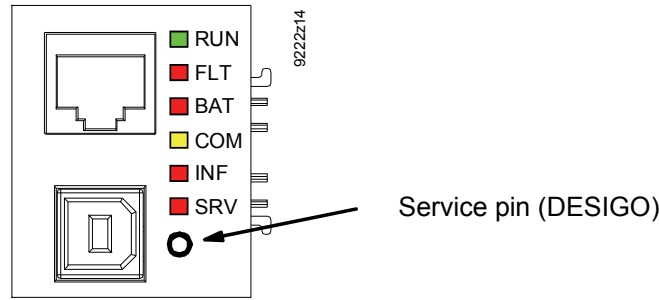 RUN
9222z14
FLT
BAT
COM
INF
SRV
Service pin (DESIGO)